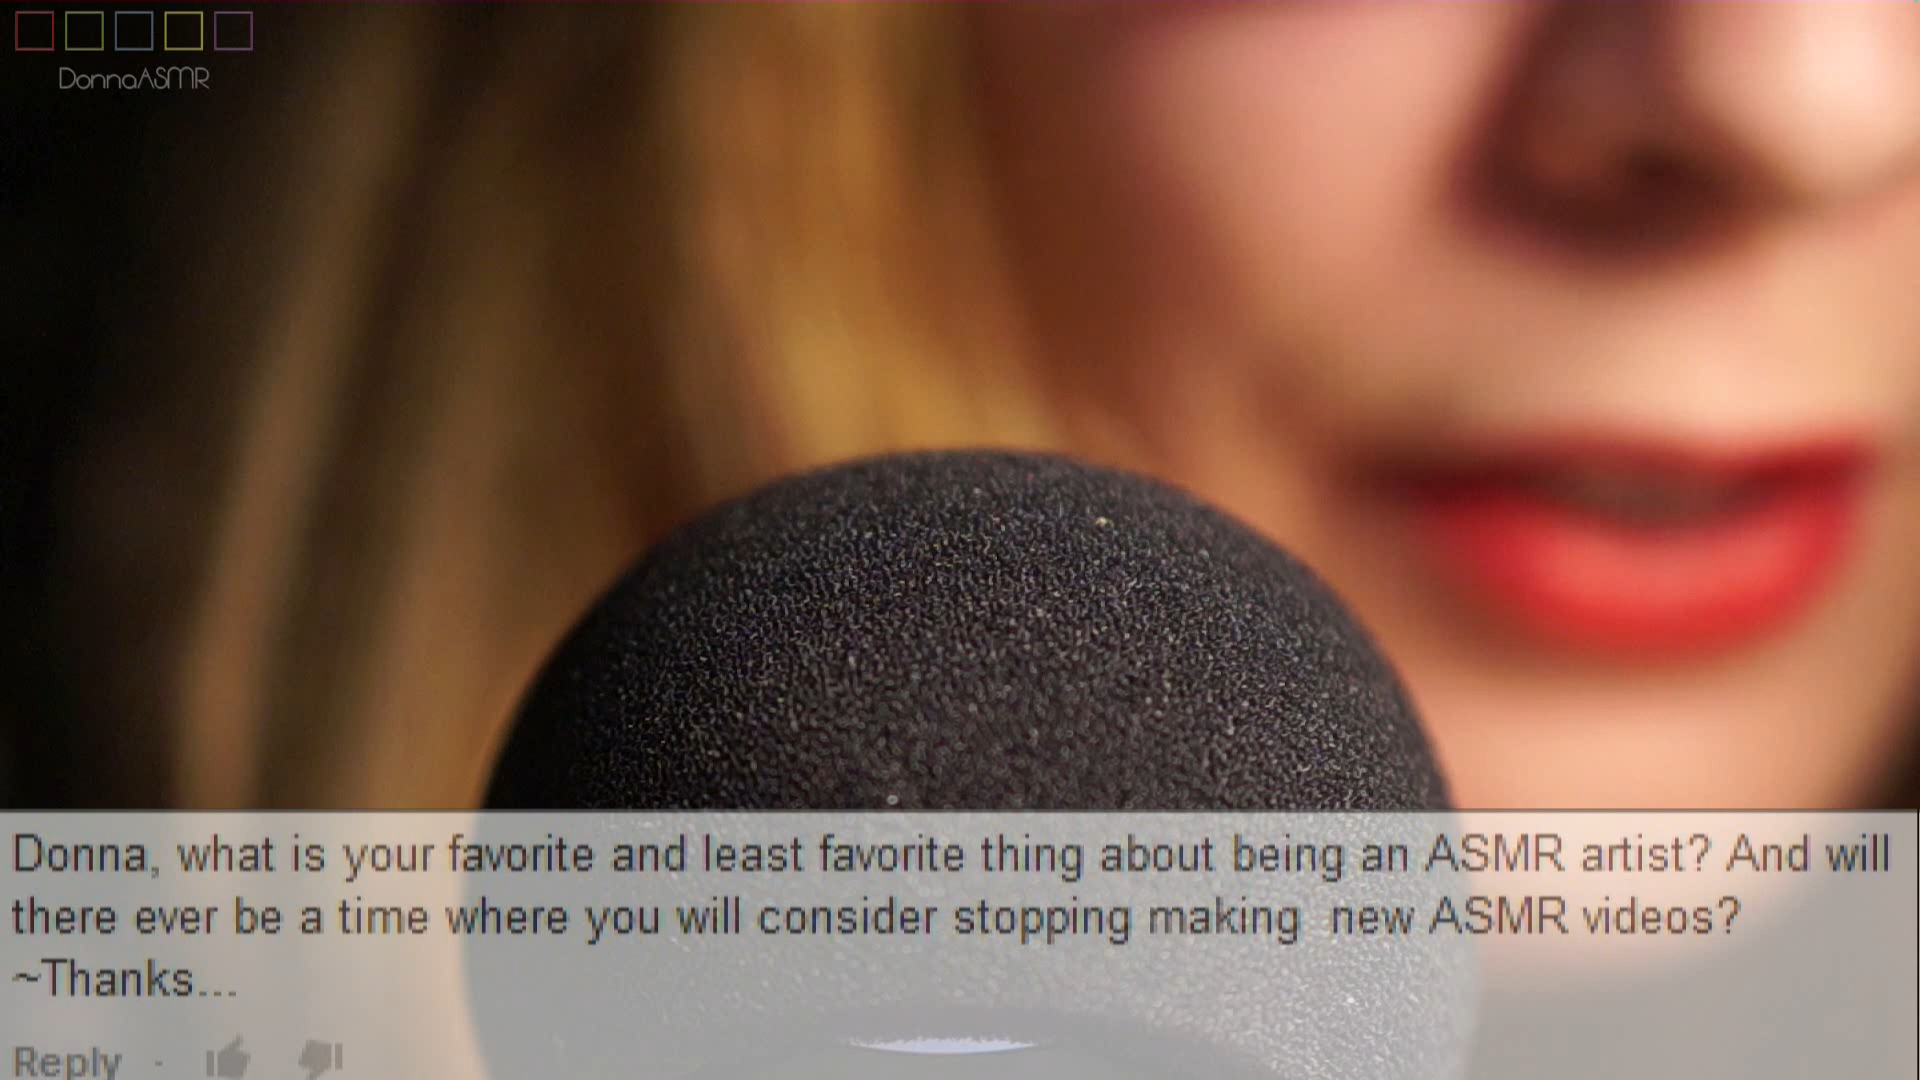 DonnaASMR
Donna, what is your favorite and least favorite thing about being an ASMR artist? And will
there ever be a time where you will consider stopping making  new ASMR videos?
~Thanks...
Reply